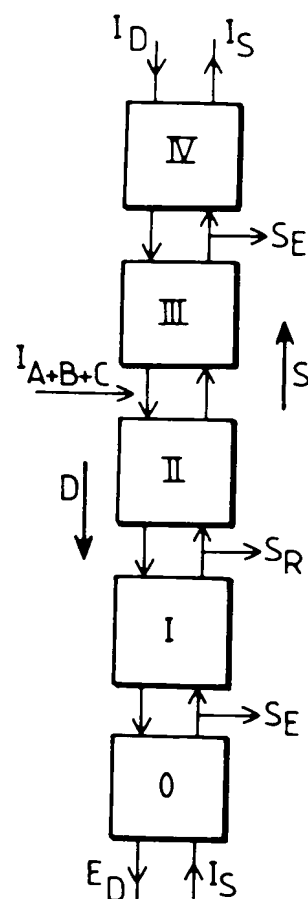 I_D I_S
IV
S_E
III
I_A+B+C
S
II
D
S_R
I
S_E
0
E_D I_S